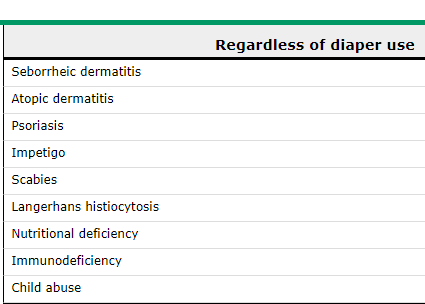 Regardless of diaper use
Seborrheic dermatitis
Atopic dermatitis
Psoriasis
Impetigo
Scabies
Langerhans histiocytosis
Nutritional deficiency
Immunodeficiency
Child abuse